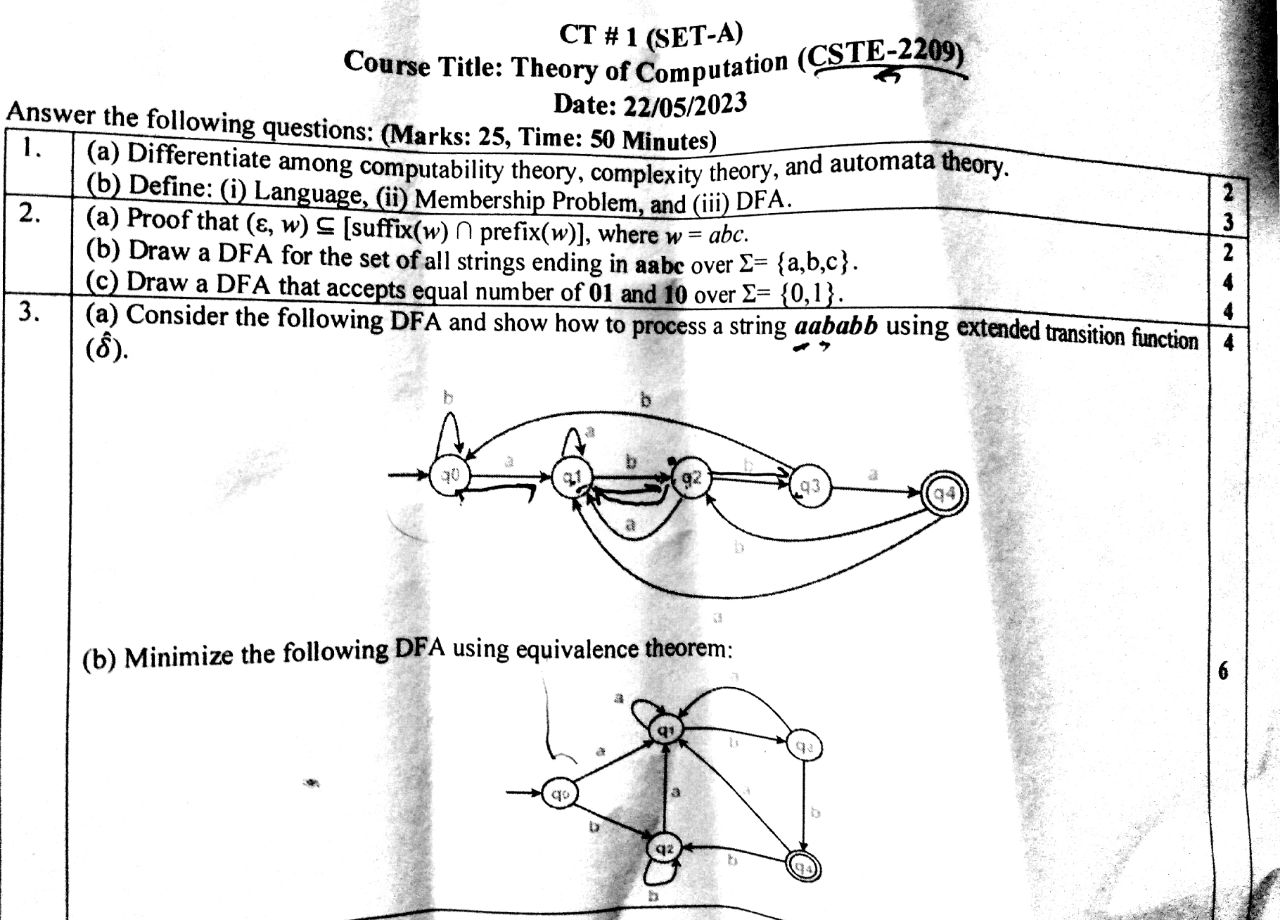 CT # 1 (SET-A)
Course Title: Theory of Computation (CSTE-2209)
Date: 22/05/2023
Answer the following questions: (Marks: 25, Time: 50 Minutes)
1. (a) Differentiate among computability theory, complexity theory, and automata theory. 2
(b) Define: (i) Language, (ii) Membership Problem, and (iii) DFA. 3
2. (a) Proof that (ε, w) ⊆ [suffix(w) ∩ prefix(w)], where w = abc. 2
(b) Draw a DFA for the set of all strings ending in aabc over Σ= {a,b,c}. 4
(c) Draw a DFA that accepts equal number of 01 and 10 over Σ= {0,1}. 4
3. (a) Consider the following DFA and show how to process a string aababb using extended transition function 4
(δ̂).
b b
a
q0 a q1 b q2 b q3 a q4
a
b
a
(b) Minimize the following DFA using equivalence theorem: 6
a
q1 b
a
q0 a b
b
q2 b q4
b